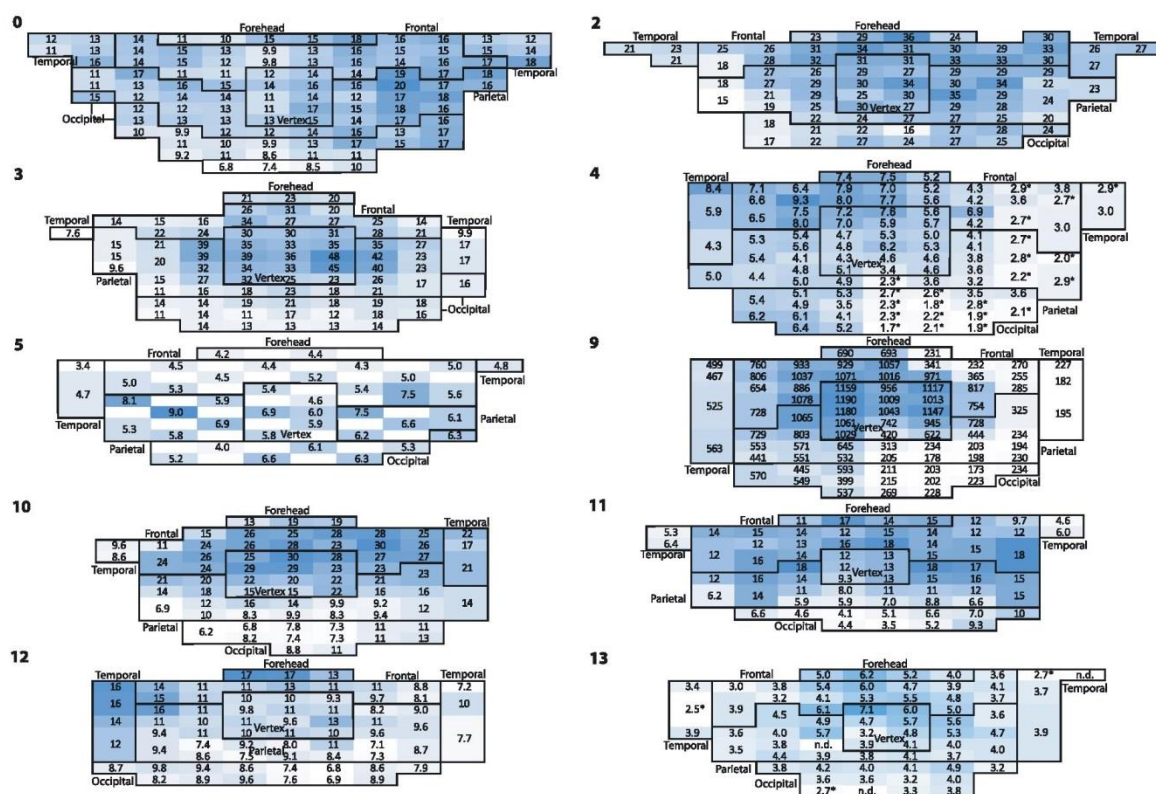 0
Forehead Frontal
12 13 14 11 10 15 15 18 16 16 13 12
11 13 14 15 13 9.9 15 13 16 15 16 15 14
Temporal 16 14 15 12 9.8 13 16 14 15 16 17 18
11 17 11 13 12 14 14 14 19 17 18 Temporal
11 13 16 15 14 16 16 16 20 17 16
15 12 14 14 11 14 12 17 18 Parietal
Occipital 12 13 12 11 17 15 18 16
13 12 13 13 Vertex 15 14 17 16
10 9.9 12 12 14 16 13 17
11 11 10 9.9 13 17 15 17
9.2 11 8.6 11 11
6.8 7.4 8.5 10
2
Forehead
Temporal Frontal 23 29 36 24 30 Temporal
21 23 25 26 31 34 31 29 29 33 26 27
21 18 28 32 31 31 33 33 29 27
27 26 29 27 29 30 29
18 27 29 31 30 34 30 22 23
15 21 29 25 30 35 29 24 Parietal
19 25 30 27 29 28
Vertex
18 22 24 27 27 15 20
21 22 16 27 28 24
17 22 27 24 27 25 Occipital
3
Forehead
21 23 20
Temporal 26 31 20 Frontal Temporal
14 15 16 34 27 27 25 14
7.6 22 24 30 30 31 28 21 9.9
15 21 39 35 33 35 35 27 17
15 20 39 39 36 48 42 23 17
9.6 32 34 33 45 40 23
Parietal 15 27 32 25 23 26 17 16
Vertex
11 16 18 23 18 21
14 14 19 21 18 19 19 18 Occipital
11 14 11 12 12 18 16
14 13 13 13 14
4
Forehead
Temporal 7.4 7.5 5.2 Frontal
8.4 7.1 6.4 7.9 7.0 5.2 4.3 2.9* 3.8 2.9*
5.9 6.6 9.3 8.0 7.7 5.6 4.2 3.6 2.7* 3.0
6.5 7.5 7.2 7.6 5.6 6.9 3.0
8.0 7.0 5.9 5.7 4.2 2.7* Temporal
4.3 5.3 5.4 4.7 5.3 5.0 4.1 2.7*
5.6 4.8 6.2 5.3 4.1
5.4 4.1 4.3 4.6 4.6 3.8 2.8* 2.0*
Vertex
5.0 4.4 4.8 5.1 3.4 4.6 3.6 2.2* 2.9*
5.0 4.9 2.3* 3.6 3.2
5.4 5.1 5.3 2.7* 2.6* 3.5 3.6
4.9 3.5 2.3* 1.8* 2.8* 2.1* Parietal
6.2 6.1 4.1 2.3* 2.2* 1.9*
6.4 5.2 1.7* 2.1* 1.9* Occipital
5
Forehead
Frontal 4.2 4.4
3.4 4.5 4.5 4.4 4.3 5.0 4.8
4.7 5.0 4.5 5.2 5.0 Temporal
5.3 5.4 5.4 7.5 5.6
8.1 5.9 4.6
9.0 6.9 6.0 7.5 6.1 Parietal
Temporal 5.3 6.9 5.9 6.6
5.8 5.8 Vertex 6.2 6.3
Parietal 4.0 6.1 5.3
5.2 6.6 6.3 Occipital
9
Forehead
690 693 231 Frontal Temporal
499 760 933 929 1057 341 232 270 227
467 806 1037 1071 1016 971 365 255 182
654 886 1159 956 1117 817 285
525 1078 1190 1009 1013
728 1065 1180 1043 1147 754 325 195
1061 742 945 728
Vertex
563 729 803 1029 420 622 444 234
553 571 645 313 234 203 194 Parietal
Temporal 441 551 532 205 178 198 230
570 445 593 211 203 173 234
549 399 215 202 223 Occipital
537 269 228
10
Forehead
Frontal 13 19 19 Temporal
15 26 25 28 28 25 22
9.6 11 24 26 28 23 30 26 17
8.6 24 26 25 30 28 27 27 21
Temporal 24 29 29 23 23 23
21 20 22 20 22 21
14 18 15 Vertex 15 22 16 16 14
6.9 12 16 14 9.9 9.2 12
10 8.3 9.9 8.3 9.4
Parietal 6.2 6.8 7.8 7.3 11 11
8.2 7.4 7.3 11 13
Occipital 8.8 11
11
Forehead
Frontal 11 17 14 15 12 9.7 4.6
5.3 14 15 14 12 15 14 12 12 6.0
6.4 12 13 16 18 14 15 18 Temporal
Temporal 12 16 14 12 13 15
18 12 13 14 18 17
12 16 14 9.3 Vertex 13 15 16 15
Parietal 6.2 14 11 8.0 11 11 12 15
5.9 5.9 7.0 8.8 6.6
6.6 4.6 4.1 5.1 6.6 7.0 10
Occipital 4.4 3.5 5.2 9.3
12
Forehead
Temporal 17 17 13 Frontal Temporal
16 14 11 11 13 11 11 8.8 7.2
16 15 11 10 10 9.3 9.7 8.1 10
16 11 9.8 11 11 8.2 9.0
14 11 10 11 9.6 13 11 9.6
9.4 11 10 Vertex 11 10 9.6 7.7
12 9.4 7.4 9.2 Parietal 8.0 11 7.1 8.7
8.6 7.5 9.1 8.4 7.3
8.7 9.8 9.4 8.6 7.4 6.8 8.6 7.9
Occipital 8.2 8.9 9.6 7.6 6.9 8.9
13
Forehead
Frontal 5.0 6.2 5.2 4.0 3.6 2.7* n.d.
3.4 3.0 3.8 5.4 6.0 4.7 3.9 4.1 3.7 Temporal
2.5* 3.9 3.2 4.1 5.3 5.5 4.8 3.7
4.5 6.1 7.1 6.0 5.0 3.6
4.9 4.7 5.7 5.6
3.9 3.6 4.0 5.7 3.2 4.8 5.3 4.7 3.9
Vertex
Temporal 3.5 3.8 n.d. 3.9 4.1 4.0 4.0
4.4 3.9 3.8 4.1 3.7
Parietal 3.8 4.2 4.0 4.1 4.9 3.2
Occipital 3.6 3.6 3.2 4.0
2.7* n.d. 3.3 3.8